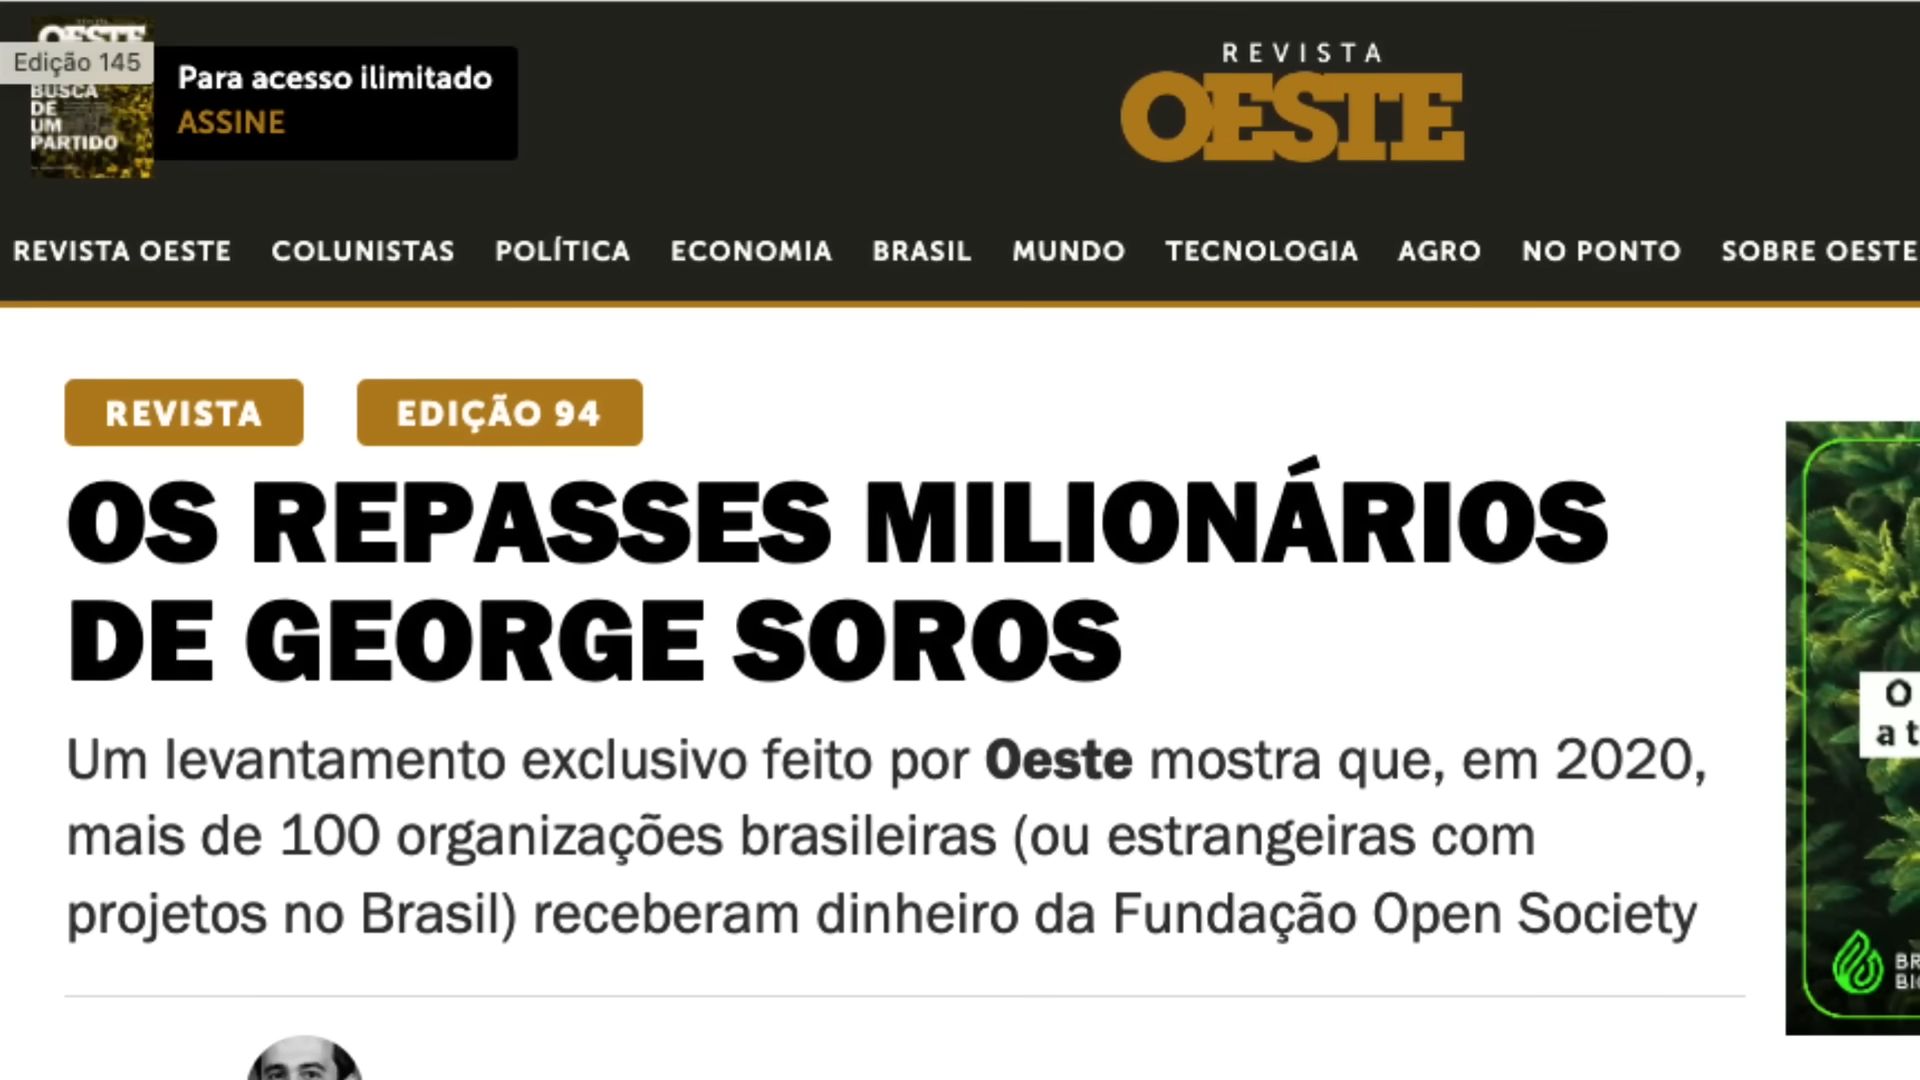 OESTE
Edição 145
BUSCA
DE
UM
PARTIDO
Para acesso ilimitado
ASSINE
REVISTA
OESTE
REVISTA OESTE COLUNISTAS POLÍTICA ECONOMIA BRASIL MUNDO TECNOLOGIA AGRO NO PONTO SOBRE OESTE
REVISTA EDIÇÃO 94
OS REPASSES MILIONÁRIOS
DE GEORGE SOROS
Um levantamento exclusivo feito por Oeste mostra que, em 2020,
mais de 100 organizações brasileiras (ou estrangeiras com
projetos no Brasil) receberam dinheiro da Fundação Open Society
O
a t
BR
BI